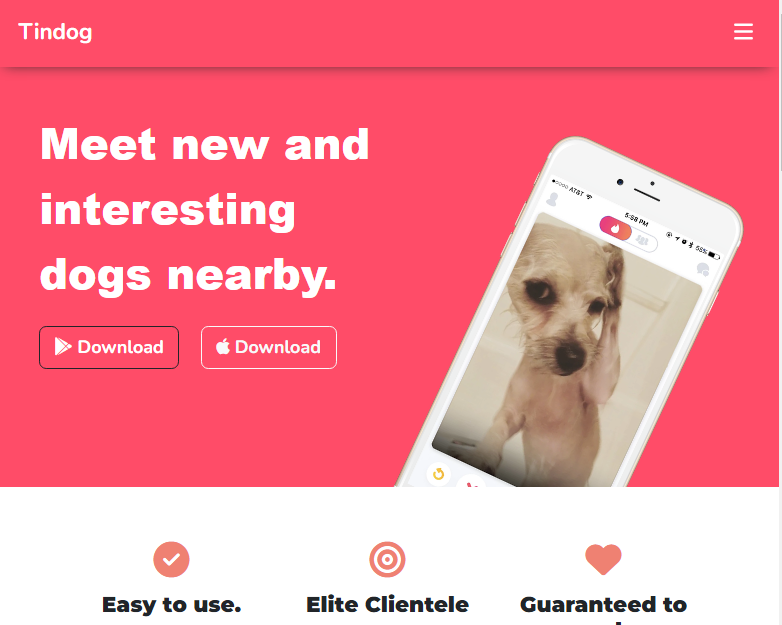 Tindog
Meet new and
interesting
dogs nearby.
Download
Download
AT&T
5:58 PM
58%
Easy to use.
Elite Clientele
Guaranteed to